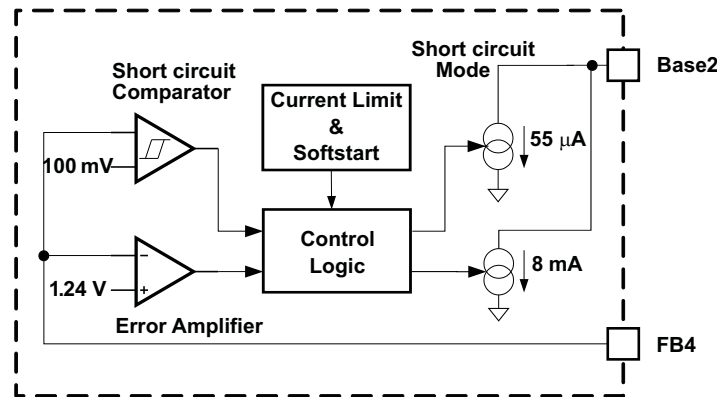 Short circuit
Mode
Base2
Short circuit
Comparator
Current Limit
&
Softstart
100 mV
55 μA
Control
Logic
8 mA
−
1.24 V
+
Error Amplifier
FB4